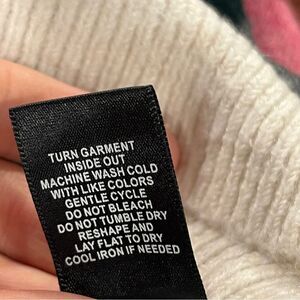 TURN GARMENT
INSIDE OUT
MACHINE WASH COLD
WITH LIKE COLORS
GENTLE CYCLE
DO NOT BLEACH
DO NOT TUMBLE DRY
RESHAPE AND
LAY FLAT TO DRY
COOL IRON IF NEEDED